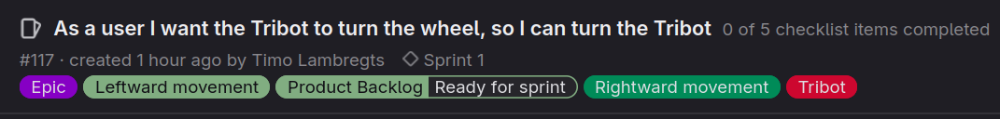 As a user I want the Tribot to turn the wheel, so I can turn the Tribot 0 of 5 checklist items completed
#117 · created 1 hour ago by Timo Lambregts Sprint 1
Epic Leftward movement Product Backlog Ready for sprint Rightward movement Tribot